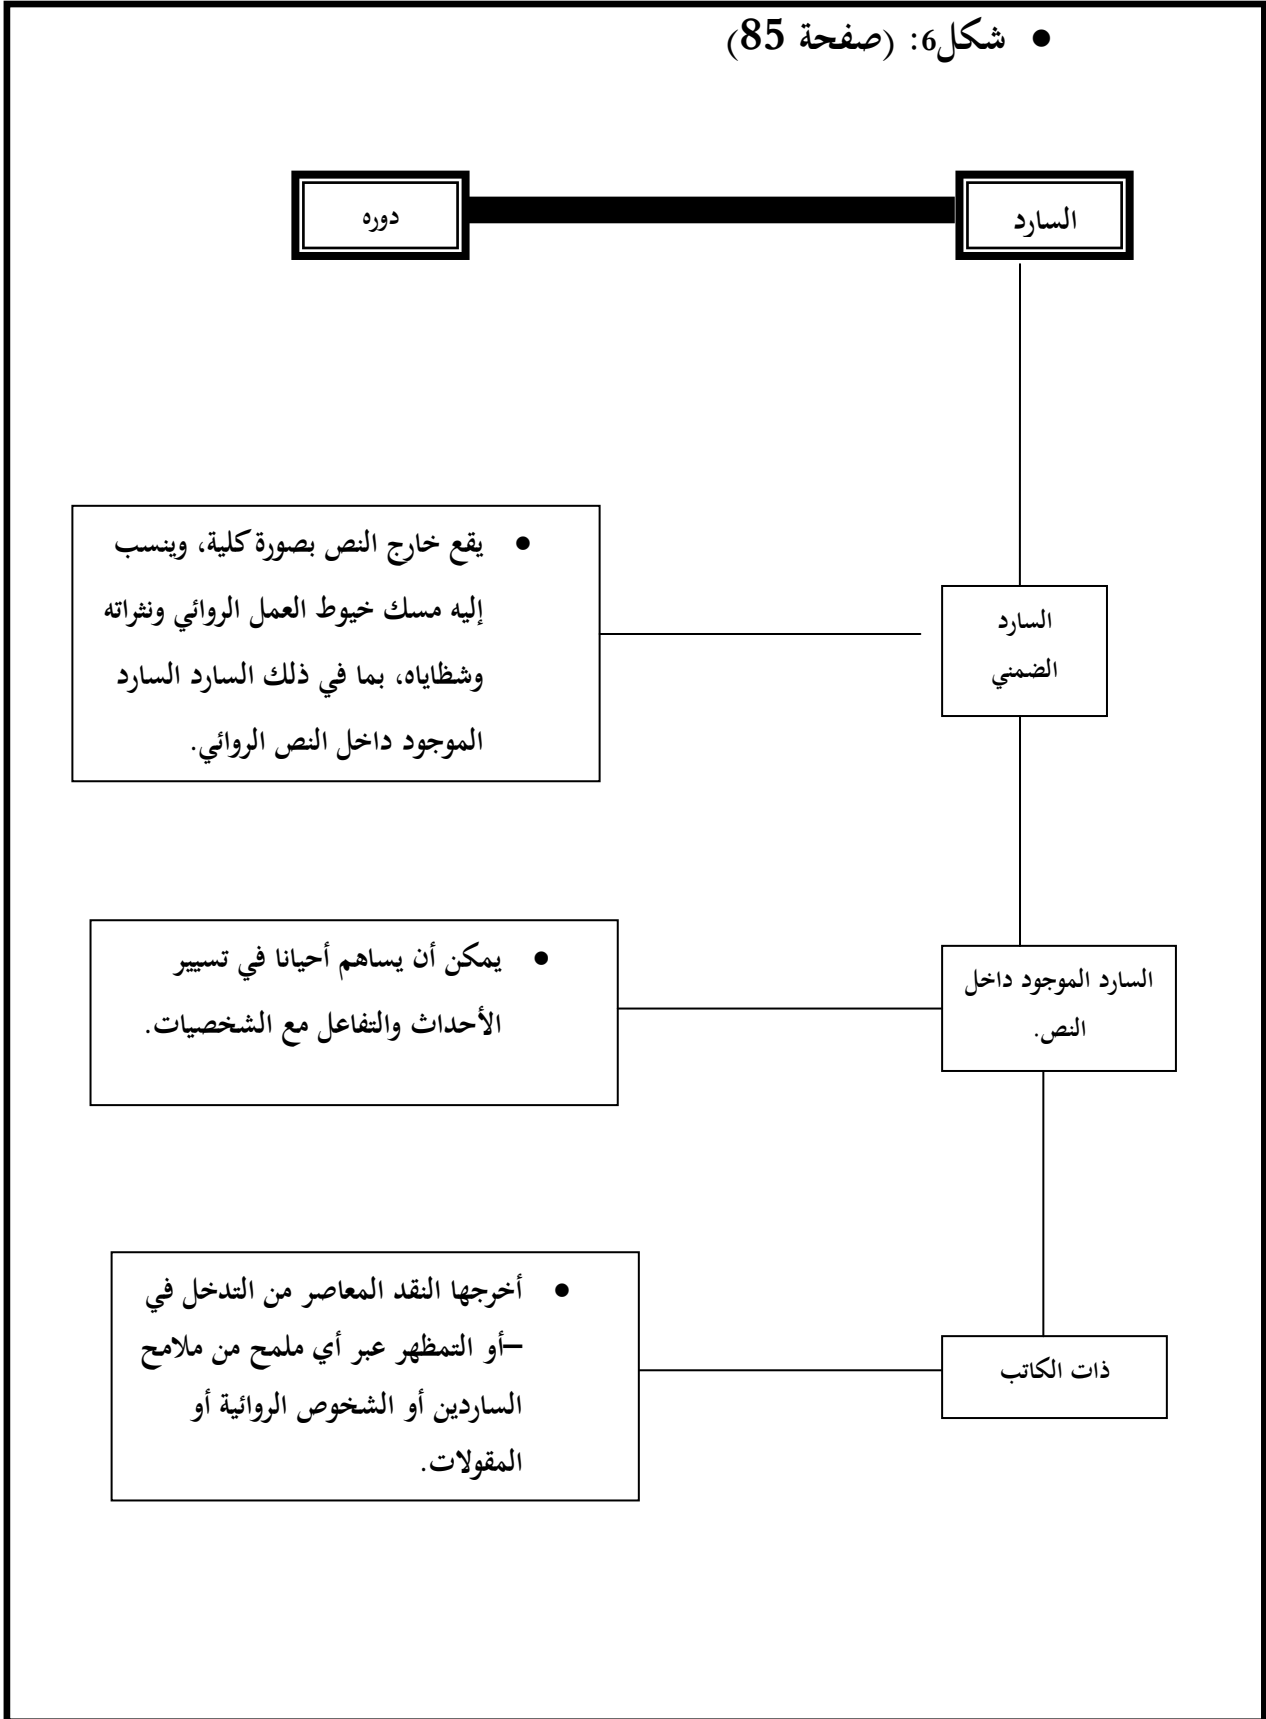 • شكل6: (صفحة 85)
السارد
دوره
السارد
الضمني
• يقع خارج النص بصورة كلية، وينسب
إليه مسك خيوط العمل الروائي ونثراته
وشظاياه، بما في ذلك السارد السارد
الموجود داخل النص الروائي.
السارد الموجود داخل
النص.
• يمكن أن يساهم أحيانا في تسيير
الأحداث والتفاعل مع الشخصيات.
ذات الكاتب
• أخرجها النقد المعاصر من التدخل في
–أو التمظهر عبر أي ملمح من ملامح
الساردين أو الشخوص الروائية أو
المقولات.